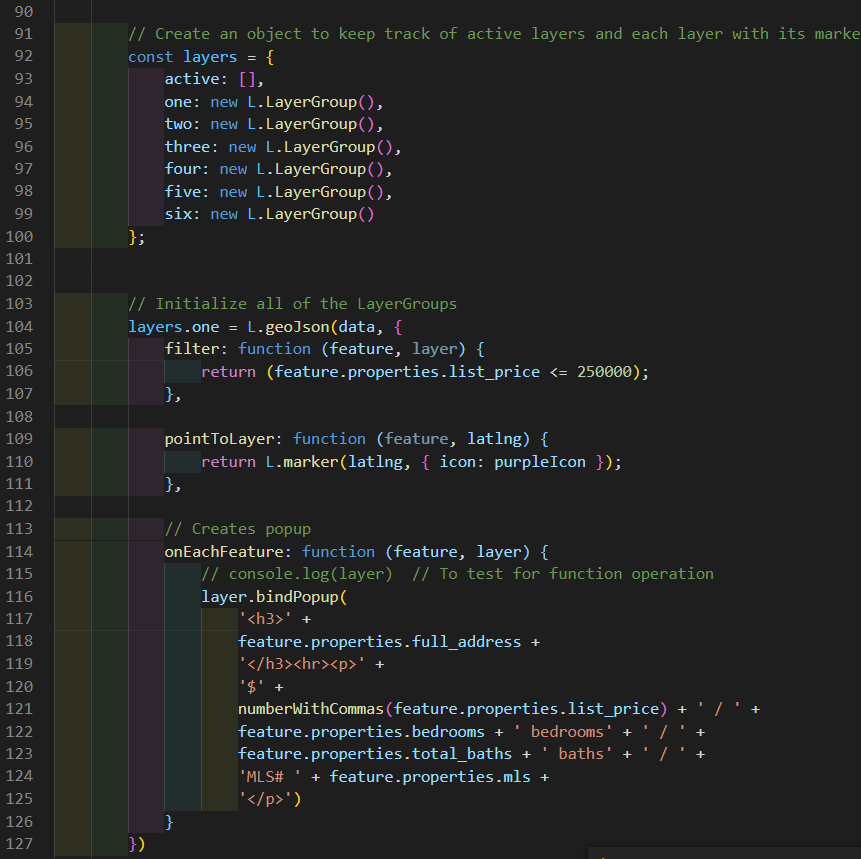 90
91 // Create an object to keep track of active layers and each layer with its marke
92 const layers = {
93 active: [],
94 one: new L.LayerGroup(),
95 two: new L.LayerGroup(),
96 three: new L.LayerGroup(),
97 four: new L.LayerGroup(),
98 five: new L.LayerGroup(),
99 six: new L.LayerGroup()
100 };
101
102
103 // Initialize all of the LayerGroups
104 layers.one = L.geoJson(data, {
105 filter: function (feature, layer) {
106 return (feature.properties.list_price <= 250000);
107 },
108
109 pointToLayer: function (feature, latlng) {
110 return L.marker(latlng, { icon: purpleIcon });
111 },
112
113 // Creates popup
114 onEachFeature: function (feature, layer) {
115 // console.log(layer)  // To test for function operation
116 layer.bindPopup(
117 '<h3>' +
118 feature.properties.full_address +
119 '</h3><hr><p>' +
120 '$' +
121 numberWithCommas(feature.properties.list_price) + ' / ' +
122 feature.properties.bedrooms + ' bedrooms' + ' / ' +
123 feature.properties.total_baths + ' baths' + ' / ' +
124 'MLS# ' + feature.properties.mls +
125 '</p>')
126 }
127 })